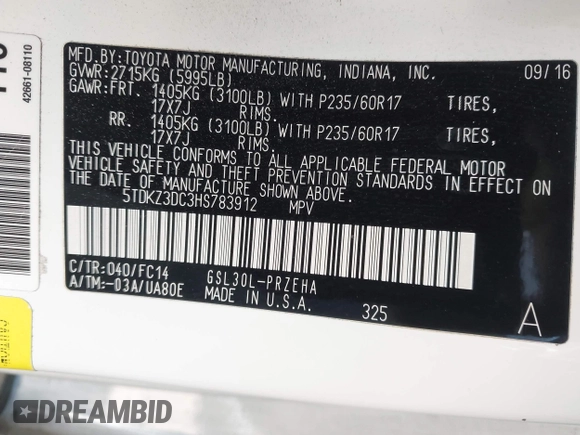 MFD.BY:TOYOTA MOTOR MANUFACTURING, INDIANA, INC. 09/16
GVWR:2715KG (5995LB)
GAWR:FRT. 1405KG (3100LB) WITH P235/60R17 TIRES,
17X7J RIMS.
RR. 1405KG (3100LB) WITH P235/60R17 TIRES,
17X7J RIMS.
THIS VEHICLE CONFORMS TO ALL APPLICABLE FEDERAL MOTOR
VEHICLE SAFETY AND THEFT PREVENTION STANDARDS IN EFFECT ON
THE DATE OF MANUFACTURE SHOWN ABOVE.
5TDKZ3DC3HS783912 MPV
C/TR:040/FC14 GSL30L-PRZEHA
A/TM:-03A/UA80E MADE IN U.S.A. 325 A
42661-08110
DREAMBID